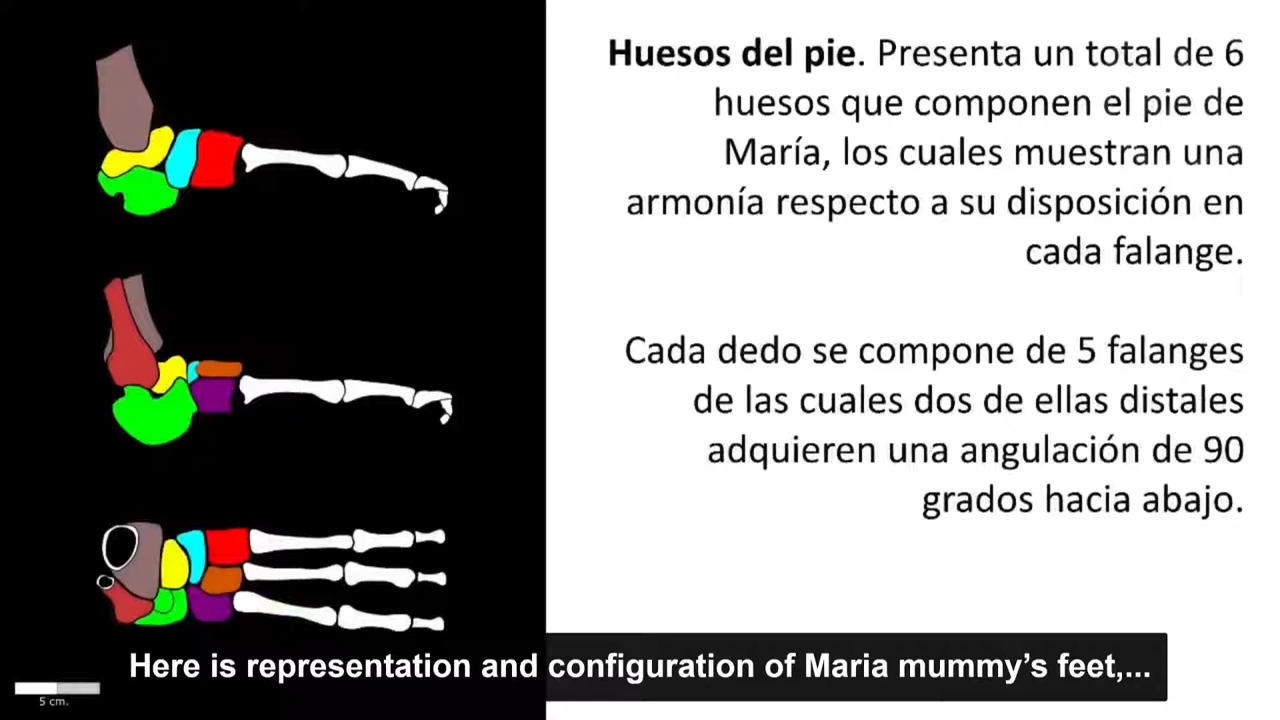 Huesos del pie. Presenta un total de 6
huesos que componen el pie de
María, los cuales muestran una
armonía respecto a su disposición en
cada falange.
Cada dedo se compone de 5 falanges
de las cuales dos de ellas distales
adquieren una angulación de 90
grados hacia abajo.
Here is representation and configuration of Maria mummy’s feet,...
5 cm.